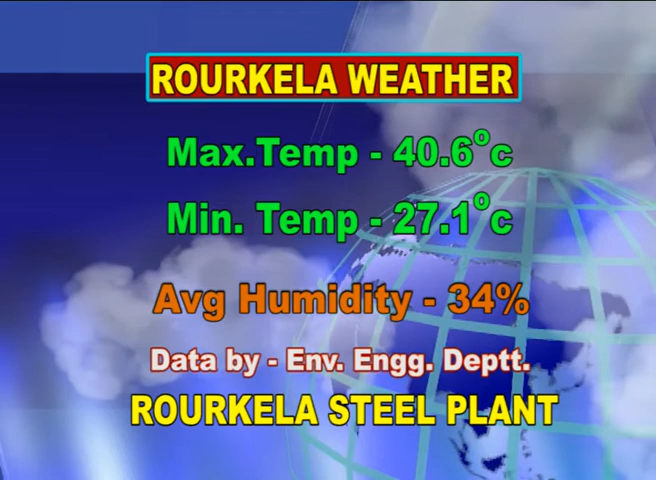 ROURKELA WEATHER
Max.Temp - 40.6°c
Min. Temp - 27.1°c
Avg Humidity - 34%
Data by - Env. Engg. Deptt.
ROURKELA STEEL PLANT